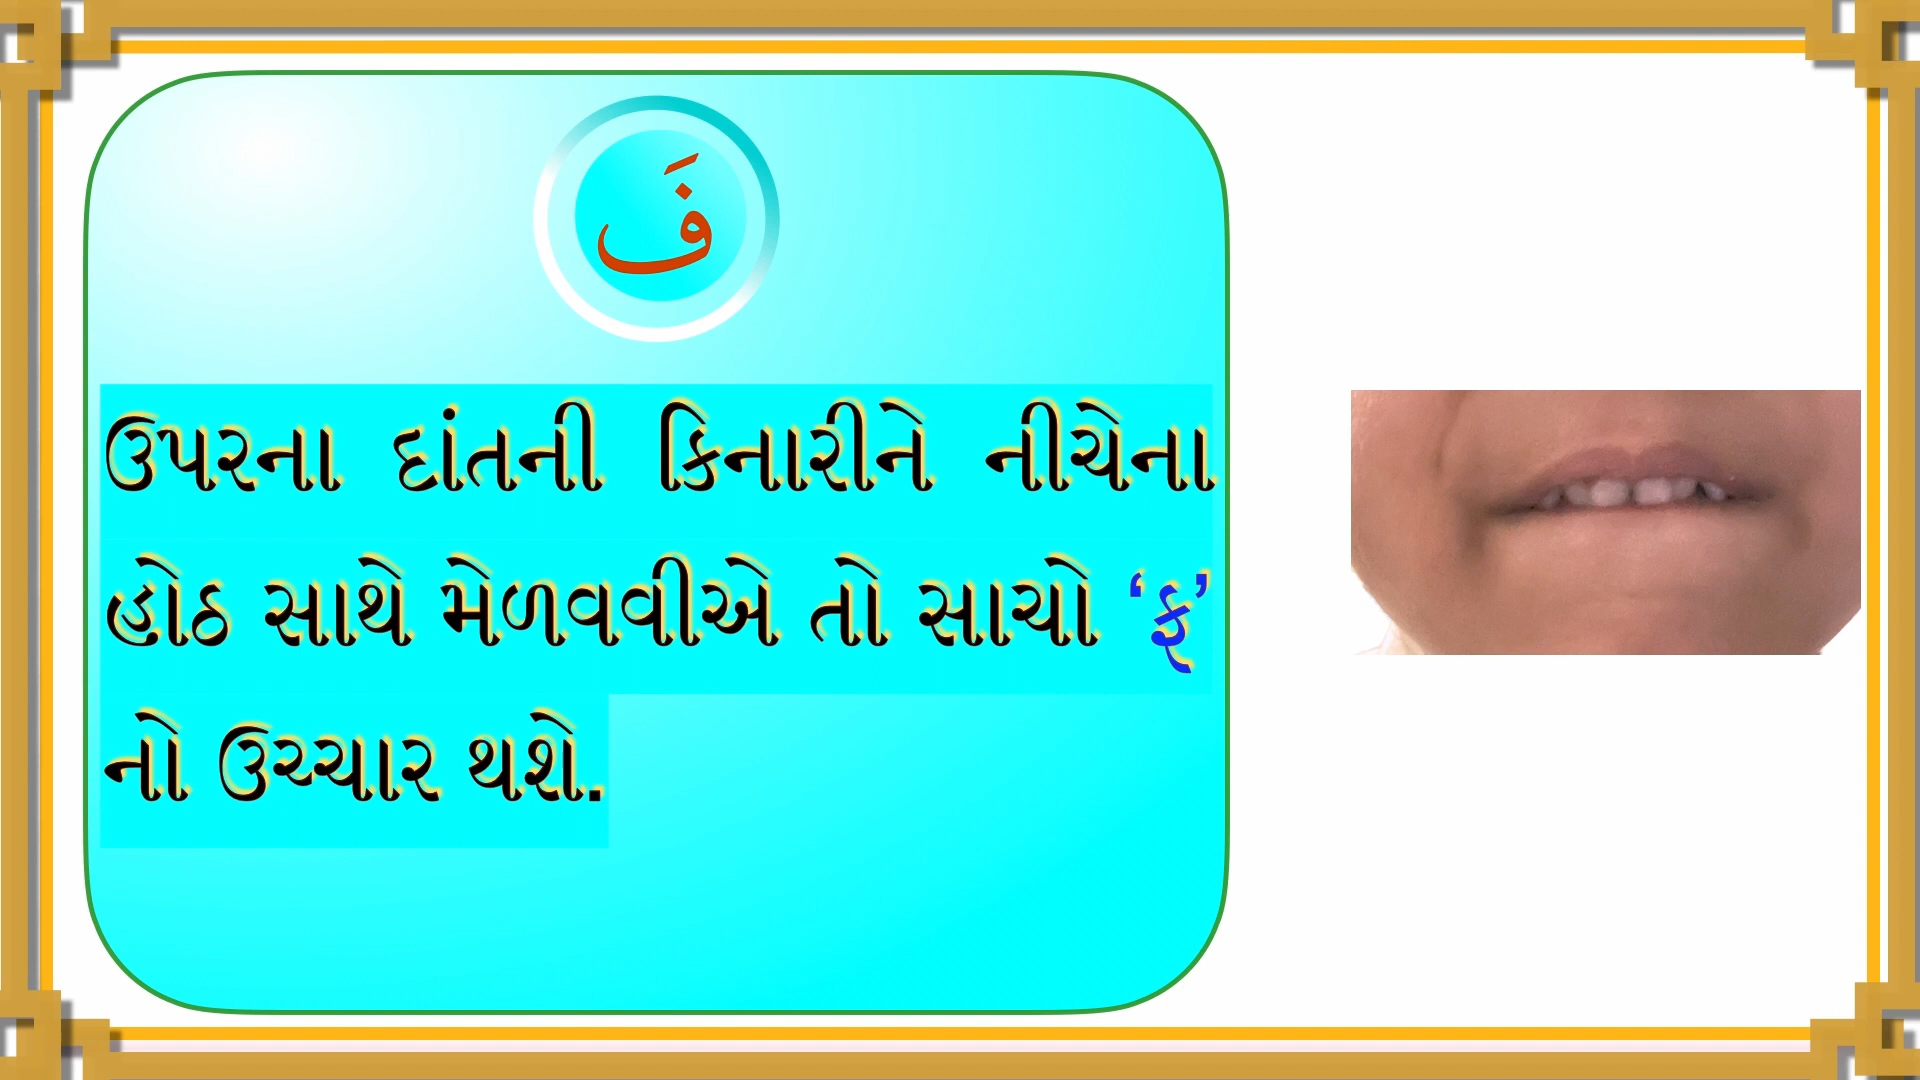 فَ
ઉપરના દાંતની કિનારીને નીચેના
હોઠ સાથે મેળવવીએ તો સાચો ‘ફ્’
નો ઉચ્ચાર થશે.